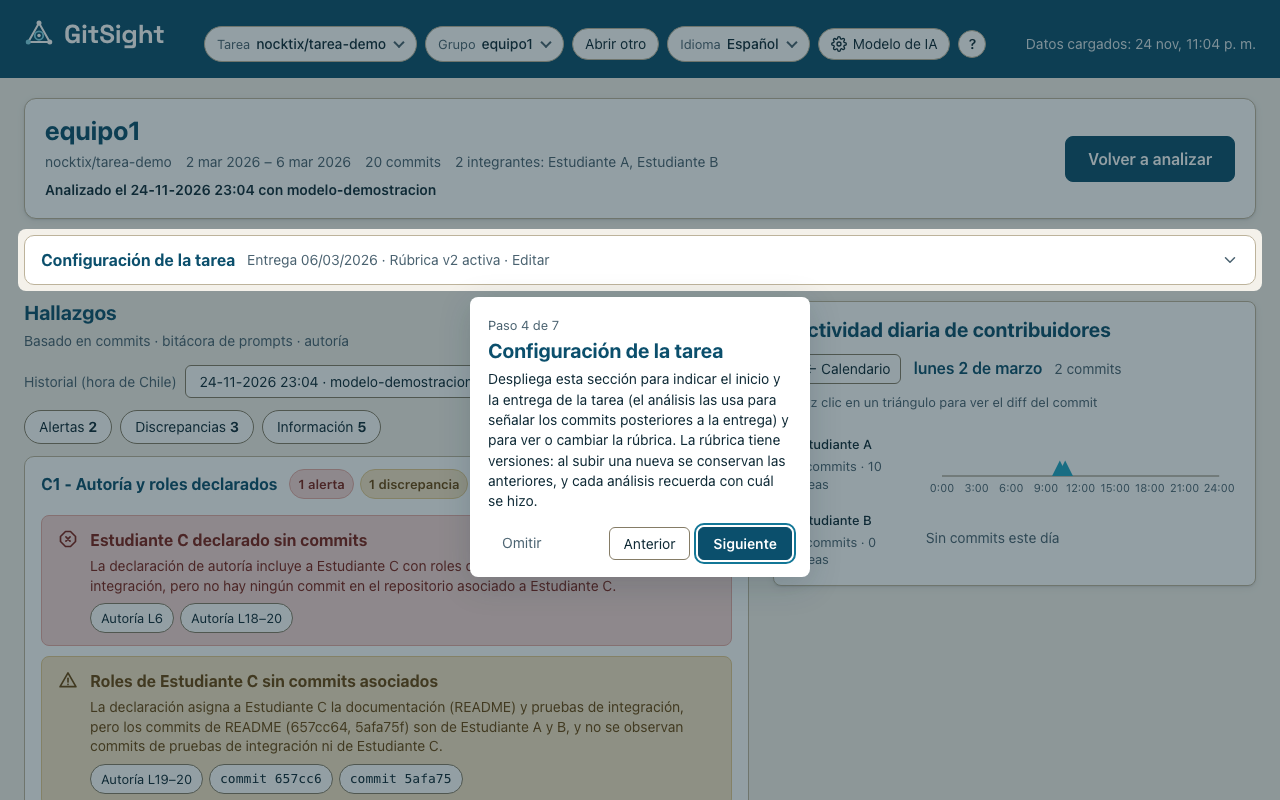 GitSight
Tarea nocktix/tarea-demo
Grupo equipo1
Abrir otro
Idioma Español
Modelo de IA
?
Datos cargados: 24 nov, 11:04 p. m.
equipo1
nocktix/tarea-demo 2 mar 2026 – 6 mar 2026 20 commits 2 integrantes: Estudiante A, Estudiante B
Analizado el 24-11-2026 23:04 con modelo-demostracion
Volver a analizar
Configuración de la tarea Entrega 06/03/2026 · Rúbrica v2 activa · Editar
Hallazgos
Basado en commits · bitácora de prompts · autoría
Historial (hora de Chile) 24-11-2026 23:04 · modelo-demostracion
Alertas 2 Discrepancias 3 Información 5
C1 - Autoría y roles declarados 1 alerta 1 discrepancia
Estudiante C declarado sin commits
La declaración de autoría incluye a Estudiante C con roles
integración, pero no hay ningún commit en el repositorio asociado a Estudiante C.
Autoría L6 Autoría L18–20
Roles de Estudiante C sin commits asociados
La declaración asigna a Estudiante C la documentación (README) y pruebas de integración,
pero los commits de README (657cc64, 5afa75f) son de Estudiante A y B, y no se observan
commits de pruebas de integración ni de Estudiante C.
Autoría L19–20 commit 657cc6 commit 5afa75
Paso 4 de 7
Configuración de la tarea
Despliega esta sección para indicar el inicio y
la entrega de la tarea (el análisis las usa para
señalar los commits posteriores a la entrega) y
para ver o cambiar la rúbrica. La rúbrica tiene
versiones: al subir una nueva se conservan las
anteriores, y cada análisis recuerda con cuál
se hizo.
Omitir Anterior Siguiente
ctividad diaria de contribuidores
Calendario lunes 2 de marzo 2 commits
z clic en un triángulo para ver el diff del commit
tudiante A
commits · 10
eas
0:00 3:00 6:00 9:00 12:00 15:00 18:00 21:00 24:00
tudiante B
commits · 0
eas
Sin commits este día